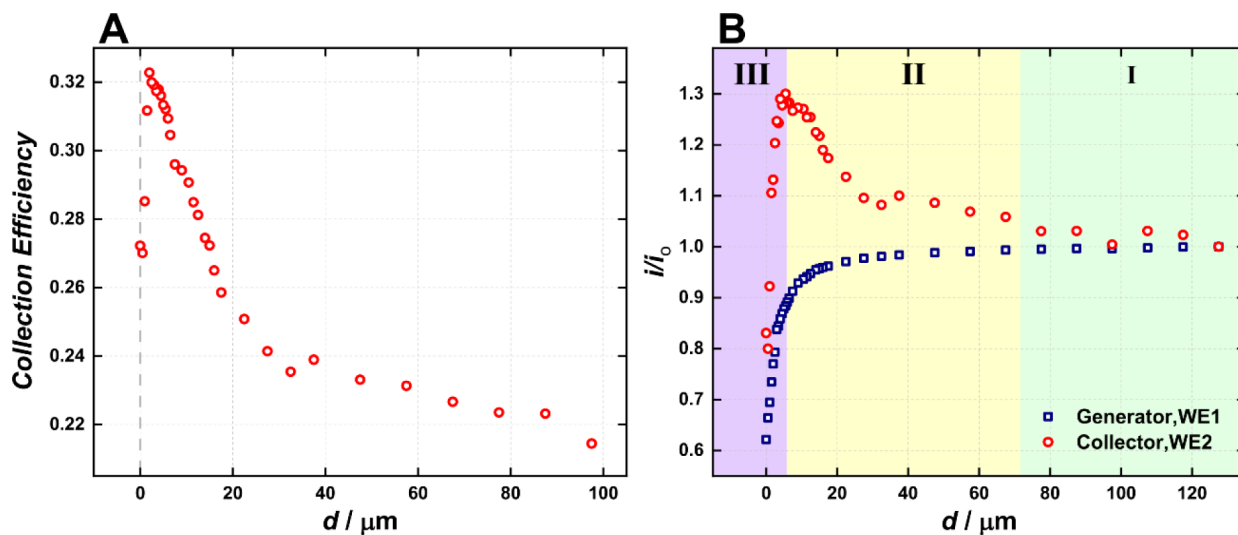 A
Collection Efficiency
0.32
0.30
0.28
0.26
0.24
0.22
0 20 40 60 80 100
d / μm
B
III II I
i/io
1.3
1.2
1.1
1.0
0.9
0.8
0.7
0.6
Generator,WE1
Collector,WE2
0 20 40 60 80 100 120
d / μm